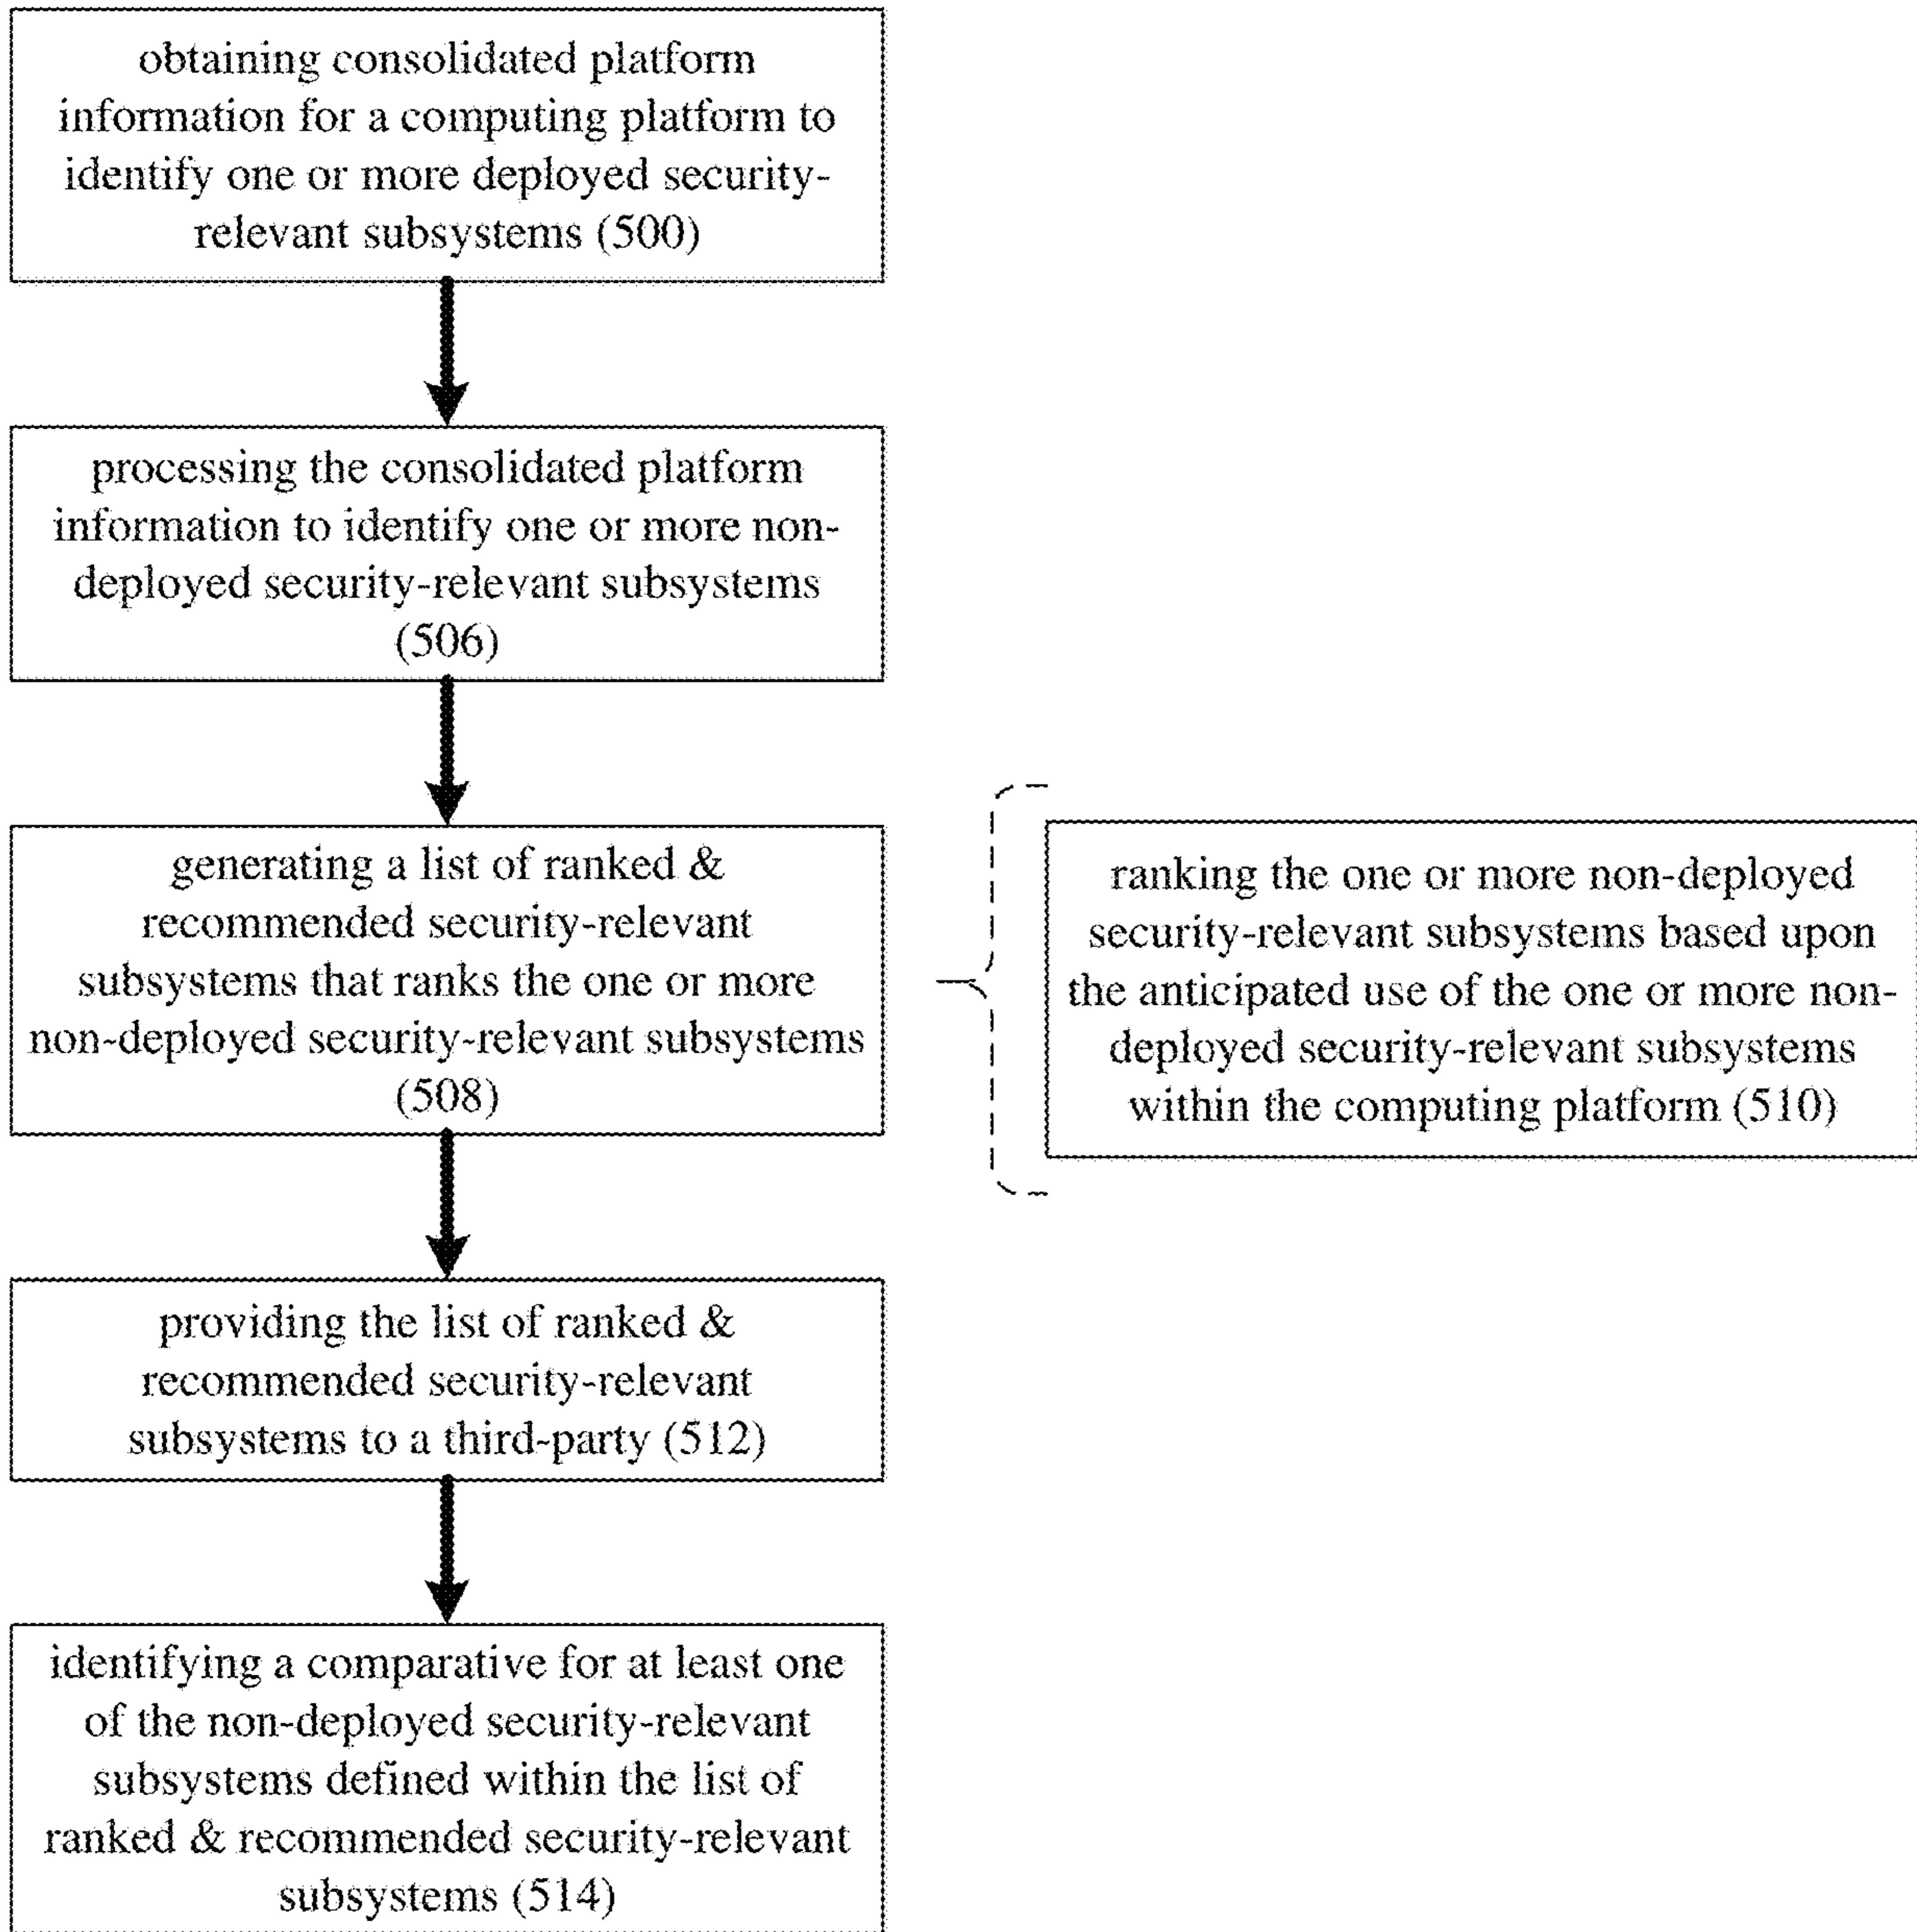 obtaining consolidated platform
information for a computing platform to
identify one or more deployed security-
relevant subsystems (500)
processing the consolidated platform
information to identify one or more non-
deployed security-relevant subsystems
(506)
generating a list of ranked &
recommended security-relevant
subsystems that ranks the one or more
non-deployed security-relevant subsystems
(508)
ranking the one or more non-deployed
security-relevant subsystems based upon
the anticipated use of the one or more non-
deployed security-relevant subsystems
within the computing platform (510)
providing the list of ranked &
recommended security-relevant
subsystems to a third-party (512)
identifying a comparative for at least one
of the non-deployed security-relevant
subsystems defined within the list of
ranked & recommended security-relevant
subsystems (514)